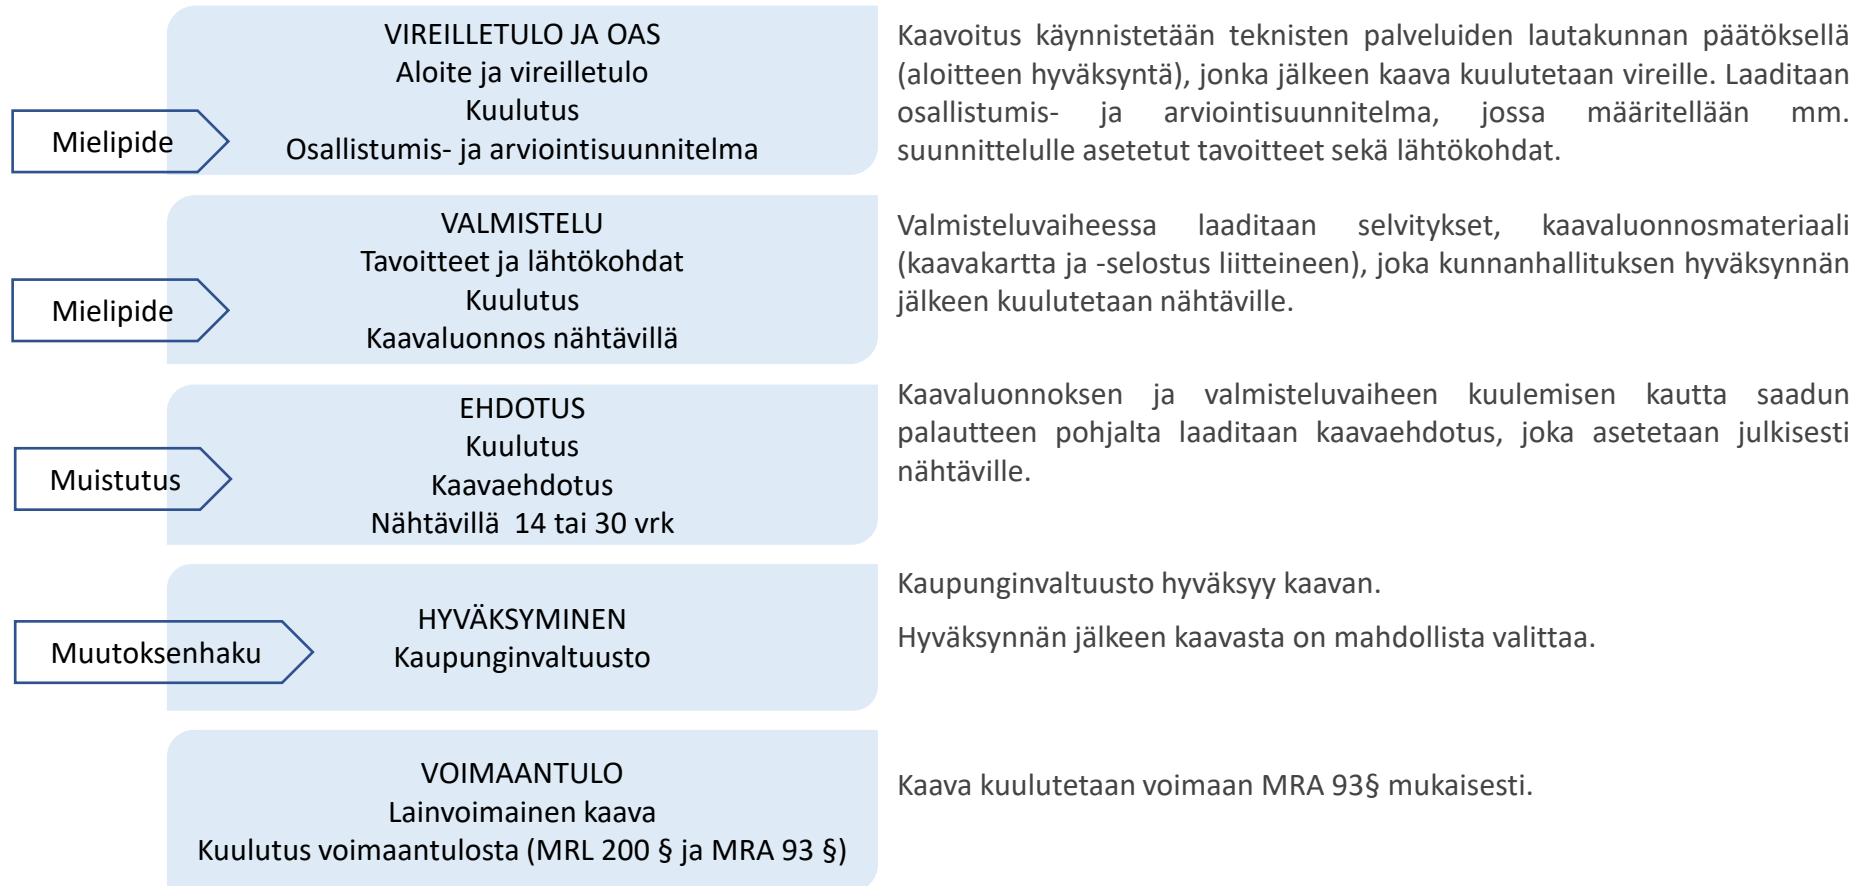 VIREILLETULO JA OAS
Aloite ja vireilletulo
Kuulutus
Osallistumis- ja arviointisuunnitelma
Mielipide
Kaavoitus käynnistetään teknisten palveluiden lautakunnan päätöksellä
(aloitteen hyväksyntä), jonka jälkeen kaava kuulutetaan vireille. Laaditaan
osallistumis- ja arviointisuunnitelma, jossa määritellään mm.
suunnittelulle asetetut tavoitteet sekä lähtökohdat.
VALMISTELU
Tavoitteet ja lähtökohdat
Kuulutus
Kaavaluonnos nähtävillä
Mielipide
Valmisteluvaiheessa laaditaan selvitykset, kaavaluonnosmateriaali
(kaavakartta ja -selostus liitteineen), joka kunnanhallituksen hyväksynnän
jälkeen kuulutetaan nähtäville.
EHDOTUS
Kuulutus
Kaavaehdotus
Nähtävillä 14 tai 30 vrk
Muistutus
Kaavaluonnoksen ja valmisteluvaiheen kuulemisen kautta saadun
palautteen pohjalta laaditaan kaavaehdotus, joka asetetaan julkisesti
nähtäville.
HYVÄKSYMINEN
Kaupunginvaltuusto
Muutoksenhaku
Kaupunginvaltuusto hyväksyy kaavan.
Hyväksynnän jälkeen kaavasta on mahdollista valittaa.
VOIMAANTULO
Lainvoimainen kaava
Kuulutus voimaantulosta (MRL 200 § ja MRA 93 §)
Kaava kuulutetaan voimaan MRA 93§ mukaisesti.